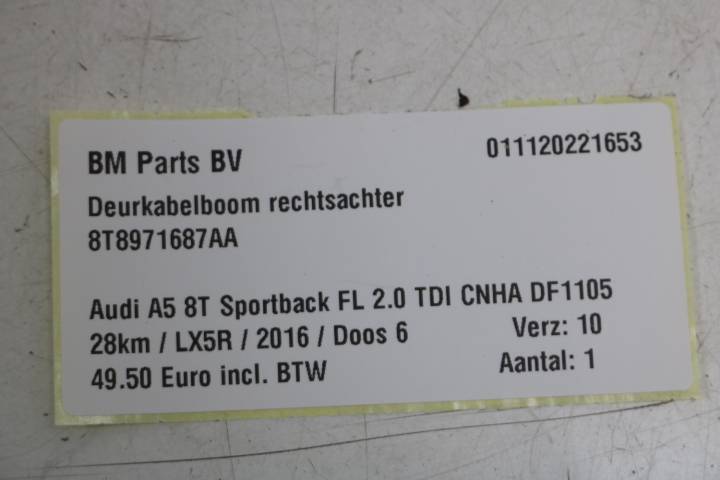 BM Parts BV 011120221653
Deurkabelboom rechtsachter
8T8971687AA
Audi A5 8T Sportback FL 2.0 TDI CNHA DF1105
28km / LX5R / 2016 / Doos 6 Verz: 10
49.50 Euro incl. BTW Aantal: 1